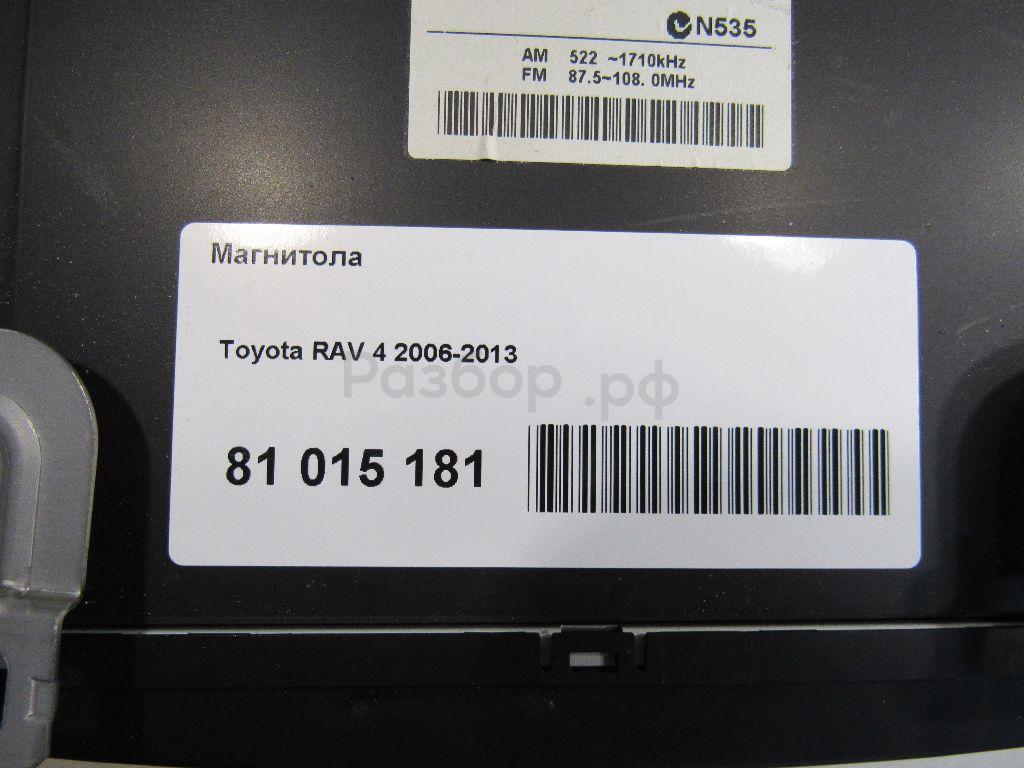 N535
AM 522 ~1710kHz
FM 87.5~108. 0MHz
Магнитола
Toyota RAV 4 2006-2013
Разбор.рф
81 015 181